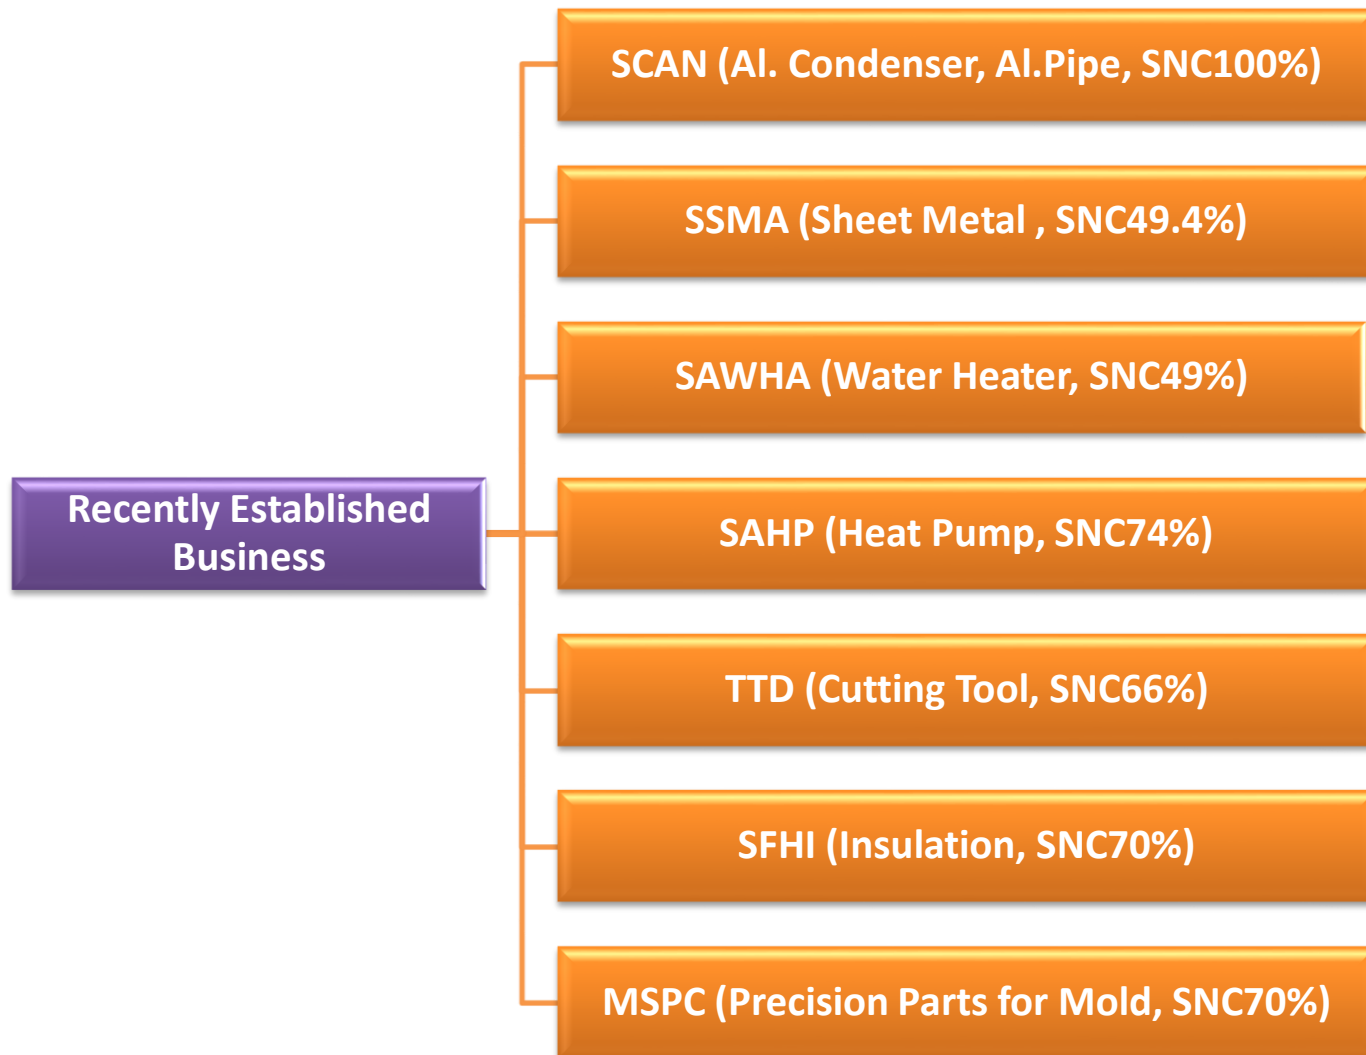 SCAN (Al. Condenser, Al.Pipe, SNC100%)
SSMA (Sheet Metal , SNC49.4%)
SAWHA (Water Heater, SNC49%)
Recently Established
Business
SAHP (Heat Pump, SNC74%)
TTD (Cutting Tool, SNC66%)
SFHI (Insulation, SNC70%)
MSPC (Precision Parts for Mold, SNC70%)